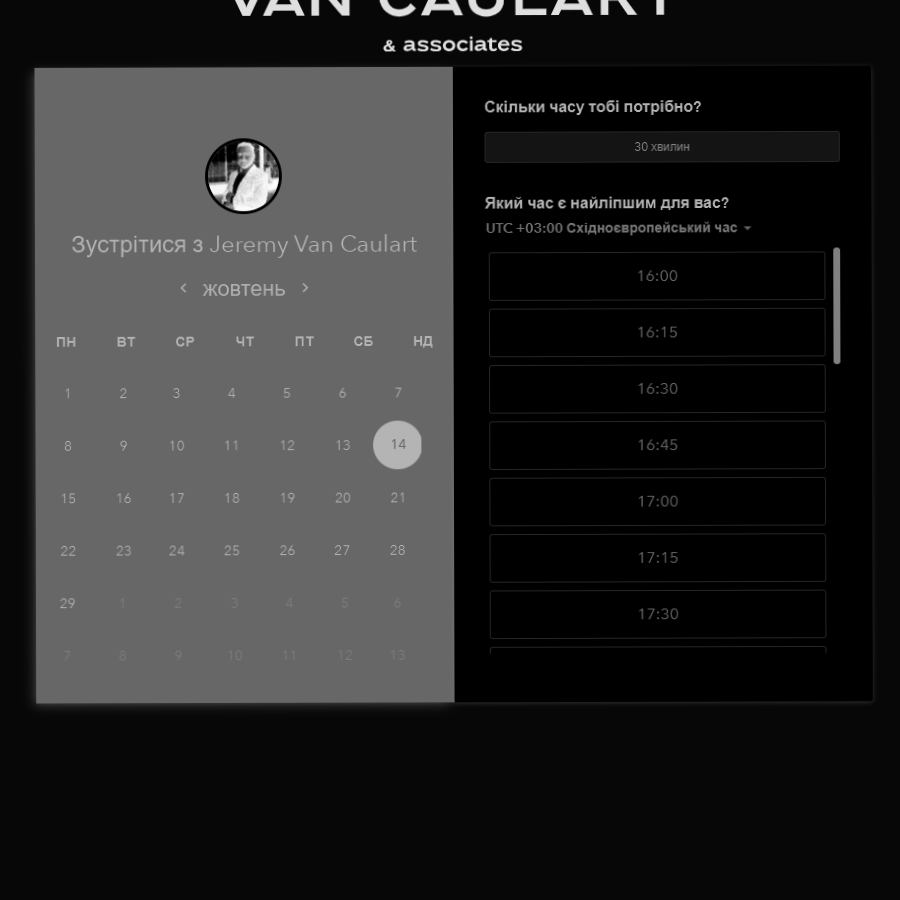 VAN CAULART
& associates
Зустрітися з Jeremy Van Caulart
жовтень
ПН ВТ СР ЧТ ПТ СБ НД
1 2 3 4 5 6 7
8 9 10 11 12 13 14
15 16 17 18 19 20 21
22 23 24 25 26 27 28
29 1 2 3 4 5 6
7 8 9 10 11 12 13
Скільки часу тобі потрібно?
30 хвилин
Який час є найліпшим для вас?
UTC +03:00 Східноєвропейський час
16:00
16:15
16:30
16:45
17:00
17:15
17:30